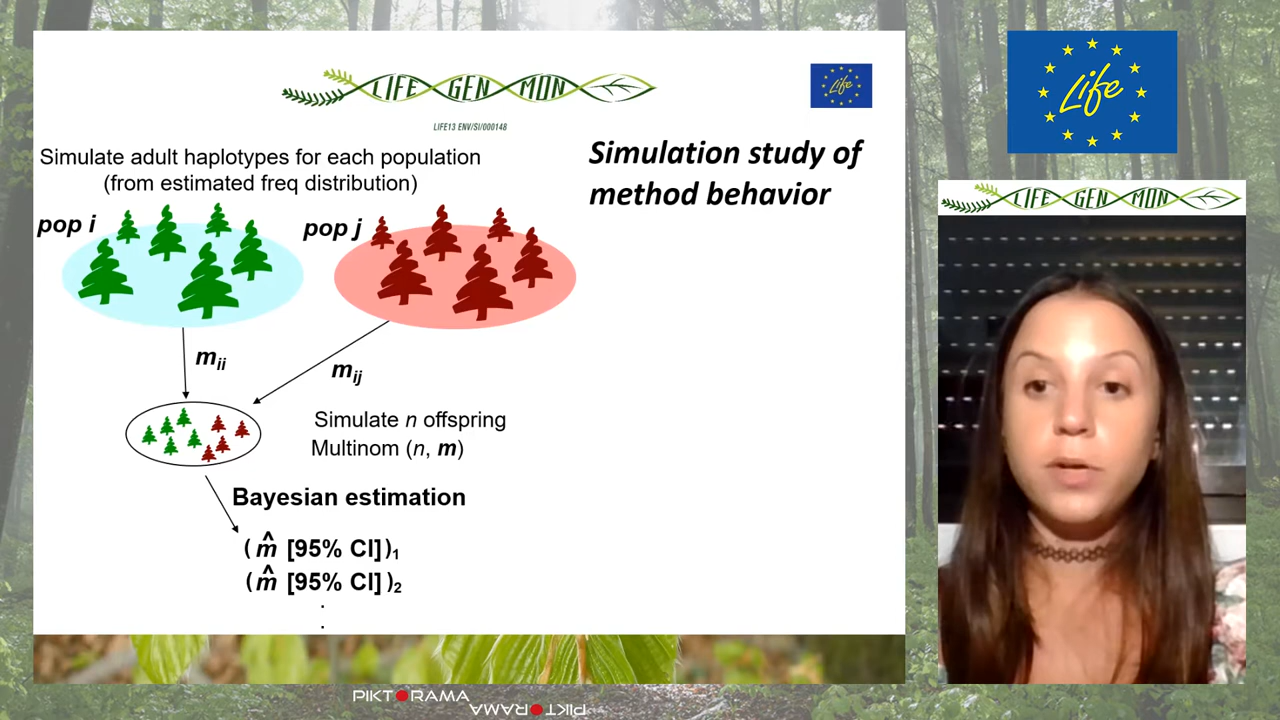 LIFE GEN MON
LIFE13 ENV/SI/000148
Life
Simulate adult haplotypes for each population
(from estimated freq distribution)
pop i
pop j
Simulation study of
method behavior
mii
mij
Simulate n offspring
Multinom (n, m)
Bayesian estimation
(m̂ [95% CI])1
(m̂ [95% CI])2
.
.
Life
LIFE GEN MON
PIKTORAMA
PIKTORAMA